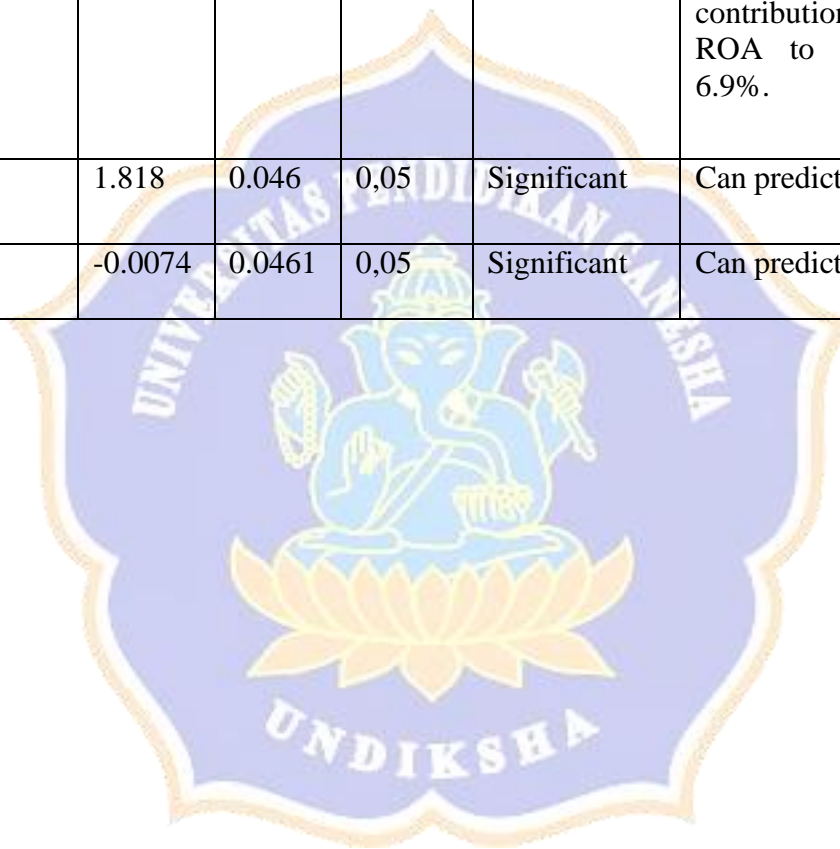 contribution
ROA to
6.9%.
1.818 0.046 0,05 Significant Can predict
-0.0074 0.0461 0,05 Significant Can predict
UNIVERSITAS PENDIDIKAN GANESHA
UNDIKSHA